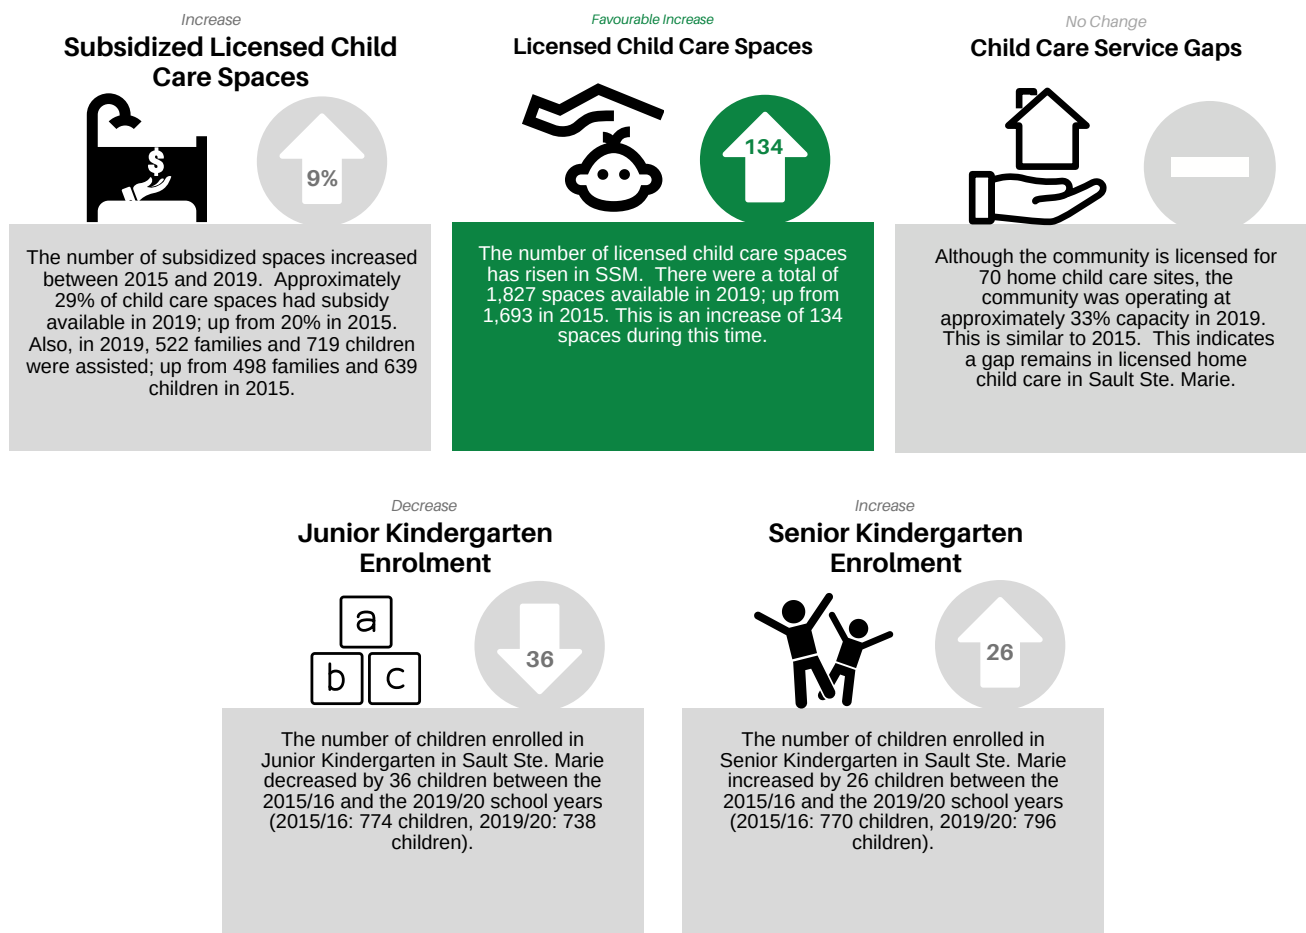 Increase
Subsidized Licensed Child
Care Spaces
$
9%
The number of subsidized spaces increased
between 2015 and 2019.  Approximately
29% of child care spaces had subsidy
available in 2019; up from 20% in 2015.
Also, in 2019, 522 families and 719 children
were assisted; up from 498 families and 639
children in 2015.
Favourable Increase
Licensed Child Care Spaces
134
The number of licensed child care spaces
has risen in SSM.  There were a total of
1,827 spaces available in 2019; up from
1,693 in 2015. This is an increase of 134
spaces during this time.
No Change
Child Care Service Gaps
Although the community is licensed for
70 home child care sites, the
community was operating at
approximately 33% capacity in 2019.
This is similar to 2015.  This indicates
a gap remains in licensed home
child care in Sault Ste. Marie.
Decrease
Junior Kindergarten
Enrolment
a
b c
36
The number of children enrolled in
Junior Kindergarten in Sault Ste. Marie
decreased by 36 children between the
2015/16 and the 2019/20 school years
(2015/16: 774 children, 2019/20: 738
children).
Increase
Senior Kindergarten
Enrolment
26
The number of children enrolled in
Senior Kindergarten in Sault Ste. Marie
increased by 26 children between the
2015/16 and the 2019/20 school years
(2015/16: 770 children, 2019/20: 796
children).